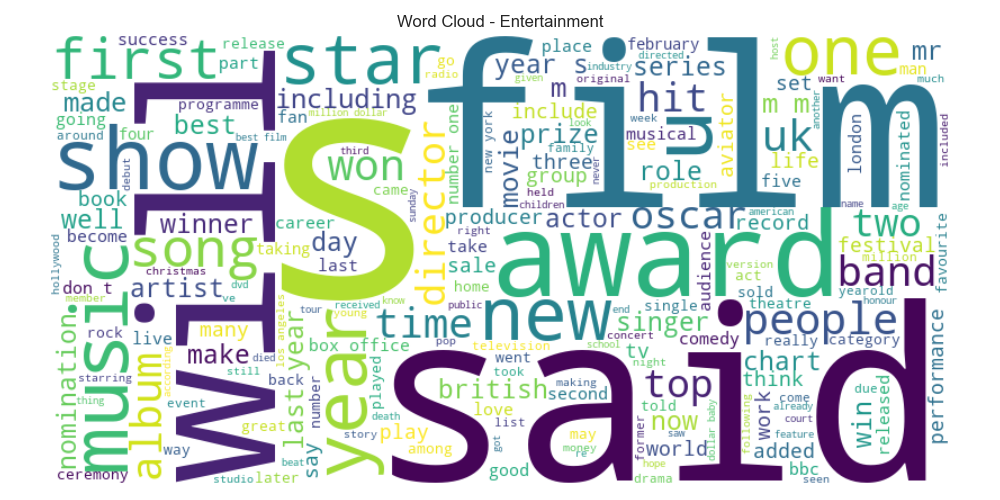 Word Cloud - Entertainment
success
release
first
part
star
film
one
mr
go
radio
place
year
s
industry
february
directed
series
host
man
stage
made
going
programme
including
fan
m
given
original
hit
set
want
much
around
four
best
million dollar
best film
include
look
m m
another
london
nominated
included
show
will
S
third
won
came
director
number one
new york
movie
prize
week
musical
u
see
uk
aviator
life
three
family
group
never
role
production
five
debut
book
well
become
winner
career
day
last
sunday
held
children
producer
actor
oscar
record
american
name
age
two
song
taking
right
take
award
festival
million
favourite
hollywood
christmas
don t
dvd
member
ve
artist
sale
home
audience
version
act
band
music
nomination
rock
live
many
los angeles
tour
received
young
know
time
public
new
single
end
singer
sold
theatre
yearold
honour
people
album
according
make
died
still
box office
year
last year
pop
television
school
concert
comedy
really
category
starring
thing
back
played
went
took
british
said
tv
night
top
chart
think
performance
event
great
number
death
making
second
love
list
told
now
may
former
saw
work
come
already
due
win
released
way
story
play
among
got
money
re
world
dollar baby
following
added
court
feature
ceremony
studio
later
beat
say
good
hope
drama
bbc
seen